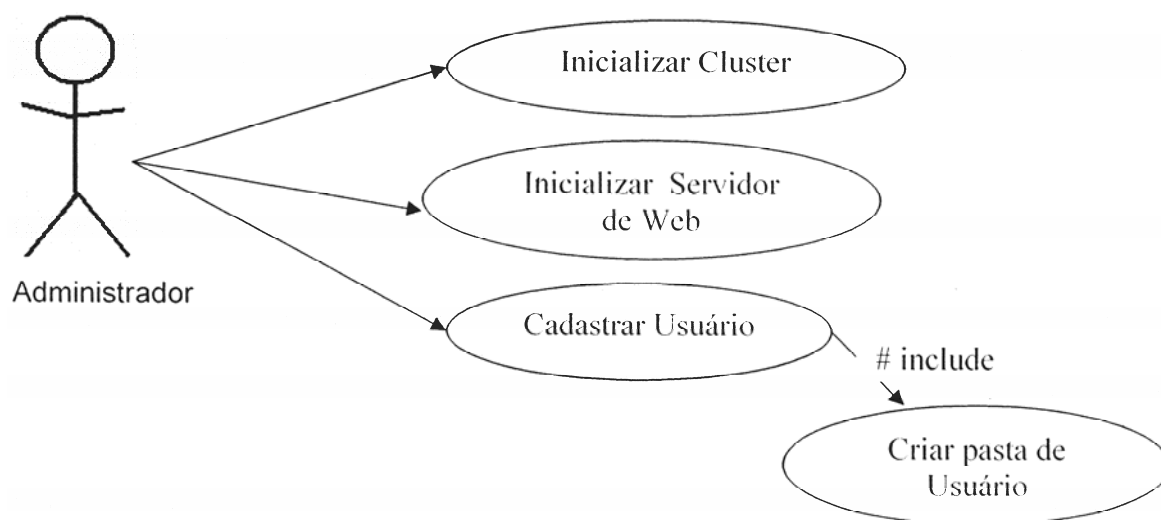 Inicializar Cluster
Inicializar Servidor
de Web
Administrador
Cadastrar Usuário
# include
Criar pasta de
Usuário